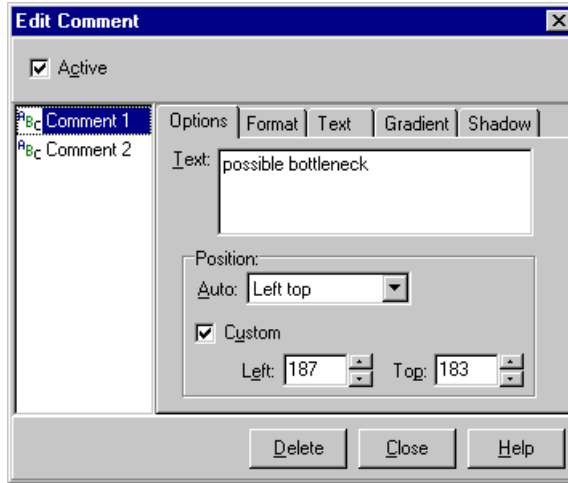 Edit Comment
Active
ABC Comment 1
ABC Comment 2
Options Format Text Gradient Shadow
Text: possible bottleneck
Position:
Auto: Left top
Custom
Left: 187 Top: 183
Delete Close Help